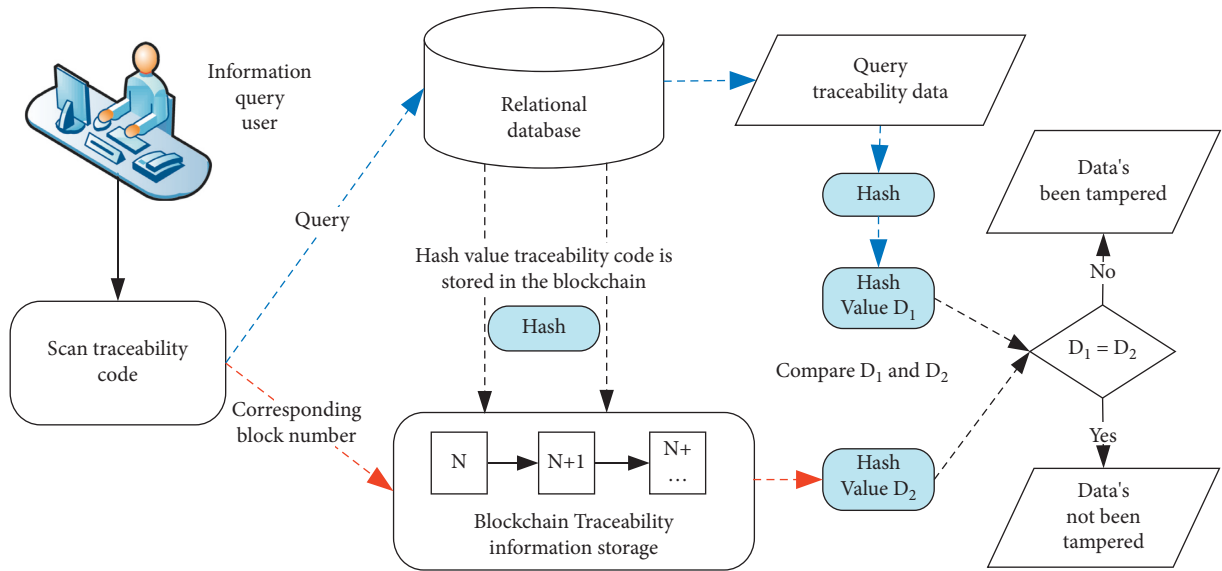 Information
query
user
Relational
database
Query
traceability data
Hash
Data's
been tampered
Query
Hash value traceability code is
stored in the blockchain
Hash
Hash
Value D₁
No
Scan traceability
code
D₁ = D₂
Compare D₁ and D₂
Corresponding
block number
Yes
N
N+1
N+
...
Blockchain Traceability
information storage
Hash
Value D₂
Data's
not been
tampered